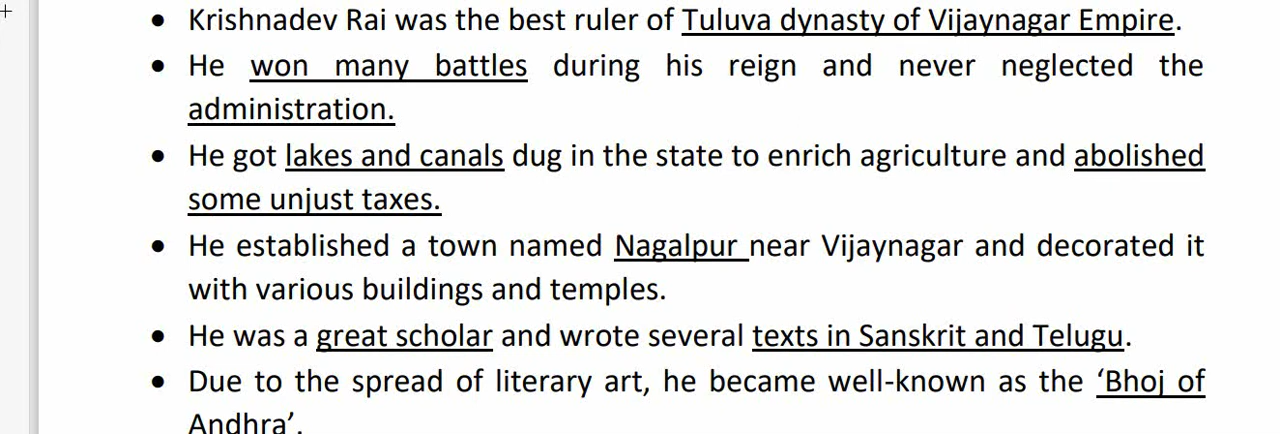 • Krishnadev Rai was the best ruler of Tuluva dynasty of Vijaynagar Empire.
• He won many battles during his reign and never neglected the
administration.
• He got lakes and canals dug in the state to enrich agriculture and abolished
some unjust taxes.
• He established a town named Nagalpur near Vijaynagar and decorated it
with various buildings and temples.
• He was a great scholar and wrote several texts in Sanskrit and Telugu.
• Due to the spread of literary art, he became well-known as the ‘Bhoj of
Andhra’.